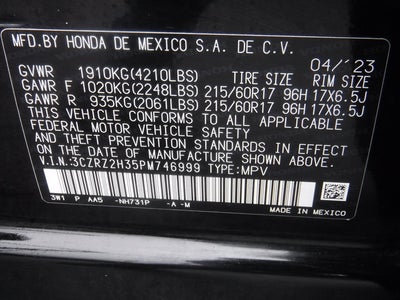 MFD.BY HONDA DE MEXICO S.A. DE C.V.
04/'23
GVWR 1910KG(4210LBS) TIRE SIZE RIM SIZE
GAWR F 1020KG(2248LBS) 215/60R17 96H 17X6.5J
GAWR R 935KG(2061LBS) 215/60R17 96H 17X6.5J
THIS VEHICLE CONFORMS TO ALL APPLICABLE
FEDERAL MOTOR VEHICLE SAFETY AND THEFT
PREVENTION STANDARDS IN EFFECT ON THE
DATE OF MANUFACTURE SHOWN ABOVE.
V.I.N:3CZRZ2H35PM746999 TYPE:MPV
3W1 P AA5 -NH731P -A -M
MADE IN MEXICO